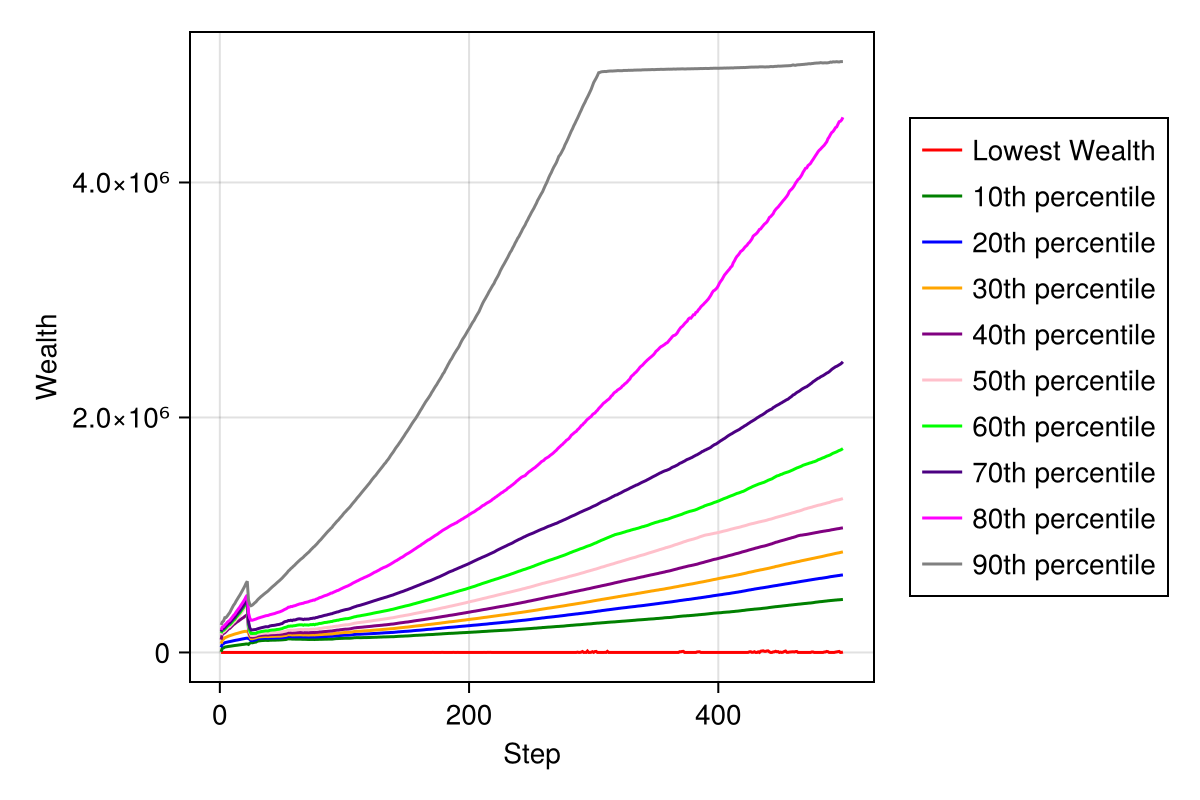 4.0×10⁶
2.0×10⁶
0
Wealth
0 200 400
Step
Lowest Wealth
10th percentile
20th percentile
30th percentile
40th percentile
50th percentile
60th percentile
70th percentile
80th percentile
90th percentile